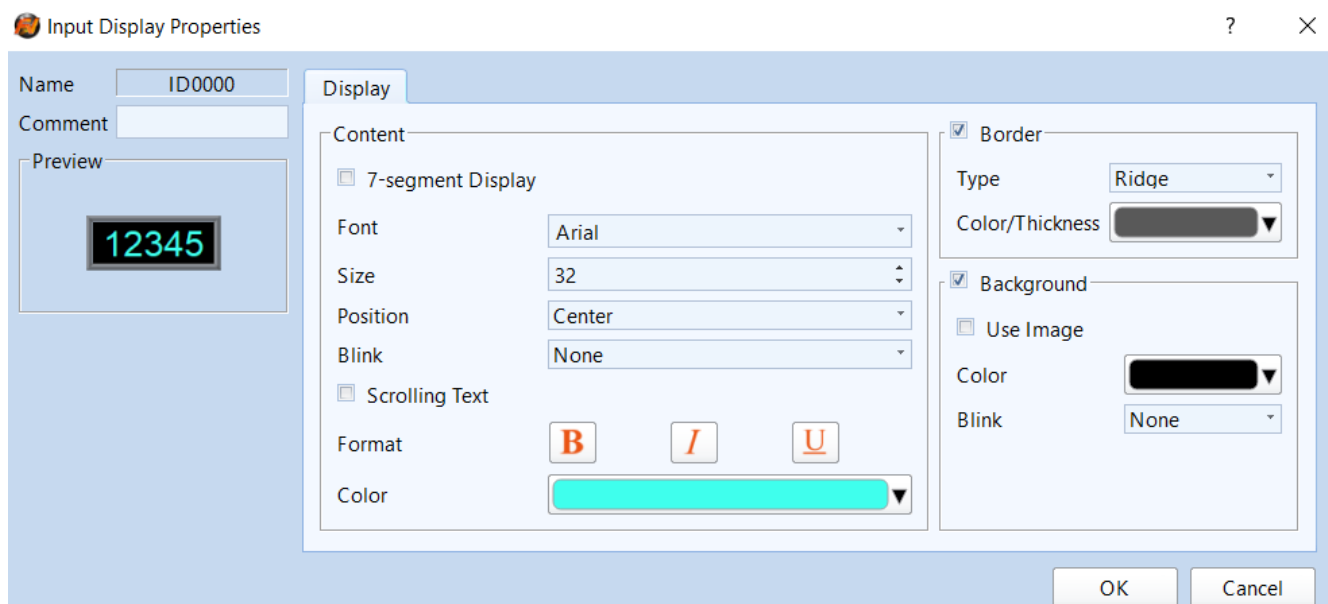 Input Display Properties
?
Name ID0000
Comment
Preview
12345
Display
Content
7-segment Display
Font Arial
Size 32
Position Center
Blink None
Scrolling Text
Format B I U
Color
Border
Type Ridge
Color/Thickness
Background
Use Image
Color
Blink None
OK Cancel